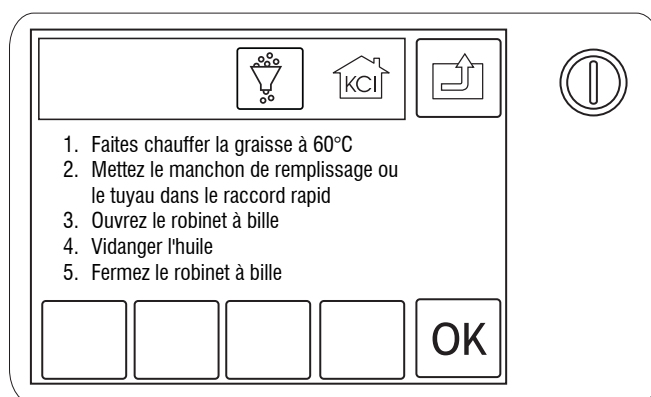 KCI
1. Faites chauffer la graisse à 60°C
2. Mettez le manchon de remplissage ou
le tuyau dans le raccord rapid
3. Ouvrez le robinet à bille
4. Vidanger l'huile
5. Fermez le robinet à bille
OK